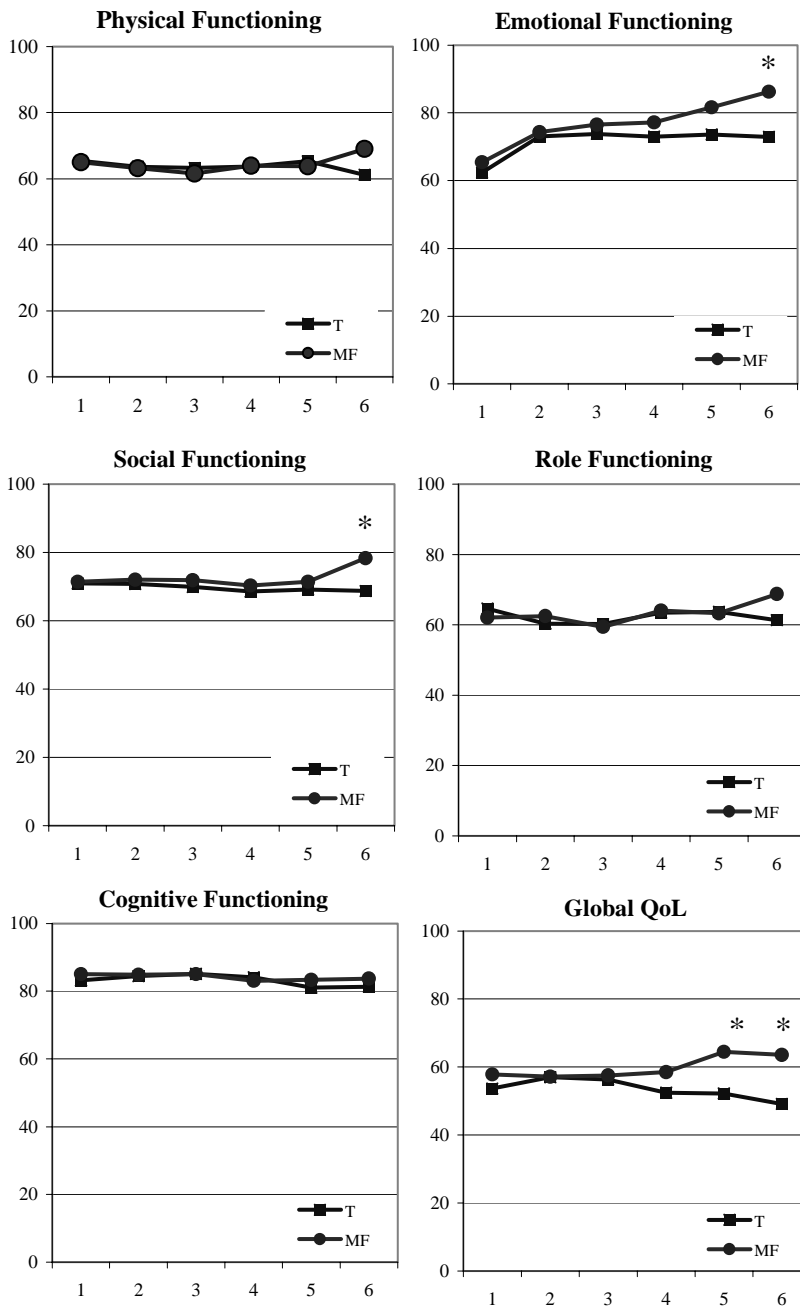 Physical Functioning
100
80
60
40
20
0
T
MF
1 2 3 4 5 6
Emotional Functioning
100
80
60
40
20
0
*
T
MF
1 2 3 4 5 6
Social Functioning
100
80
60
40
20
0
*
T
MF
1 2 3 4 5 6
Role Functioning
100
80
60
40
20
0
T
MF
1 2 3 4 5 6
Cognitive Functioning
100
80
60
40
20
0
T
MF
1 2 3 4 5 6
Global QoL
100
80
60
40
20
0
* *
T
MF
1 2 3 4 5 6